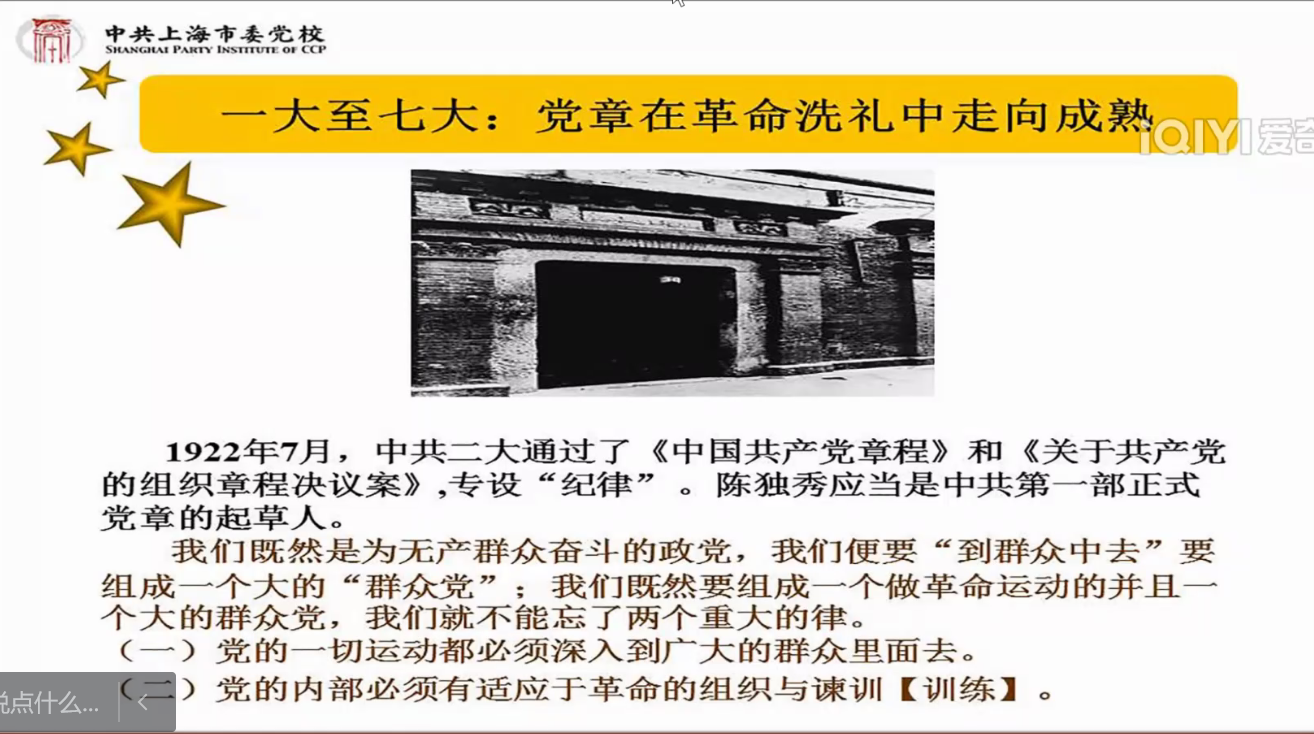 中共上海市委党校
SHANGHAI PARTY INSTITUTE OF CCP
一大至七大：党章在革命洗礼中走向成熟
iQIYI 爱奇
1922年7月，中共二大通过了《中国共产党章程》和《关于共产党
的组织章程决议案》,专设“纪律”。陈独秀应当是中共第一部正式
党章的起草人。
我们既然是为无产群众奋斗的政党，我们便要“到群众中去”要
组成一个大的“群众党”；我们既然要组成一个做革命运动的并且一
个大的群众党，我们就不能忘了两个重大的律。
（一）党的一切运动都必须深入到广大的群众里面去。
（二）党的内部必须有适应于革命的组织与谏训【训练】。
说点什么...